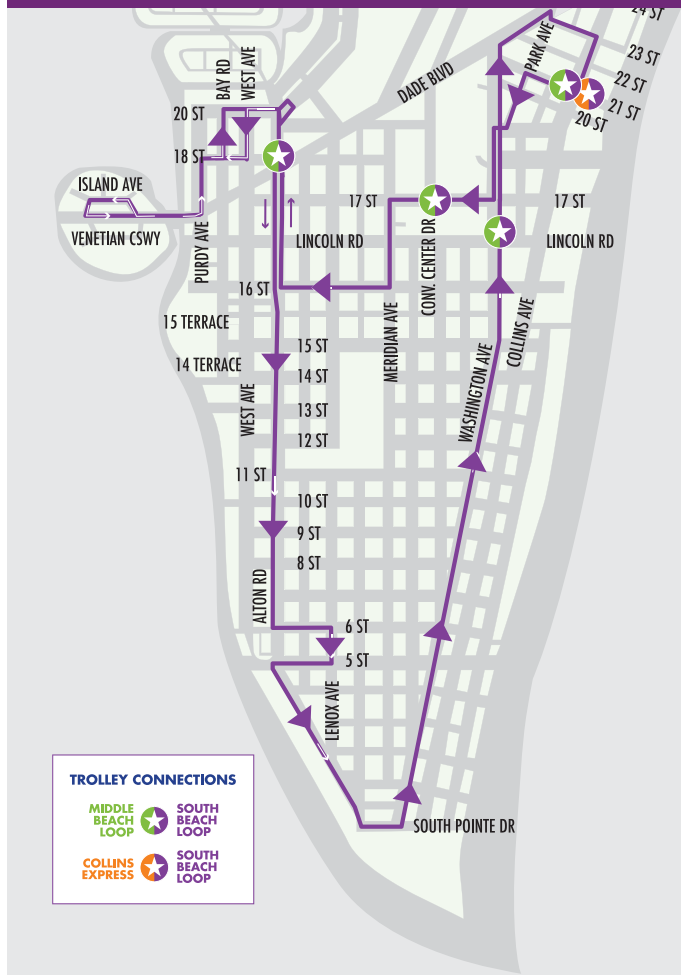 24 ST
PARK AVE
23 ST
BAY RD
WEST AVE
22 ST
DADE BLVD
21 ST
20 ST
20 ST
18 ST
ISLAND AVE
17 ST
17 ST
VENETIAN CSWY
PURDY AVE
LINCOLN RD
CONV. CENTER DR
LINCOLN RD
16 ST
15 TERRACE
MERIDIAN AVE
COLLINS AVE
15 ST
14 TERRACE
14 ST
WASHINGTON AVE
WEST AVE
13 ST
12 ST
11 ST
10 ST
9 ST
8 ST
ALTON RD
6 ST
5 ST
LENOX AVE
SOUTH POINTE DR
TROLLEY CONNECTIONS
MIDDLE BEACH LOOP
SOUTH BEACH LOOP
COLLINS EXPRESS
SOUTH BEACH LOOP